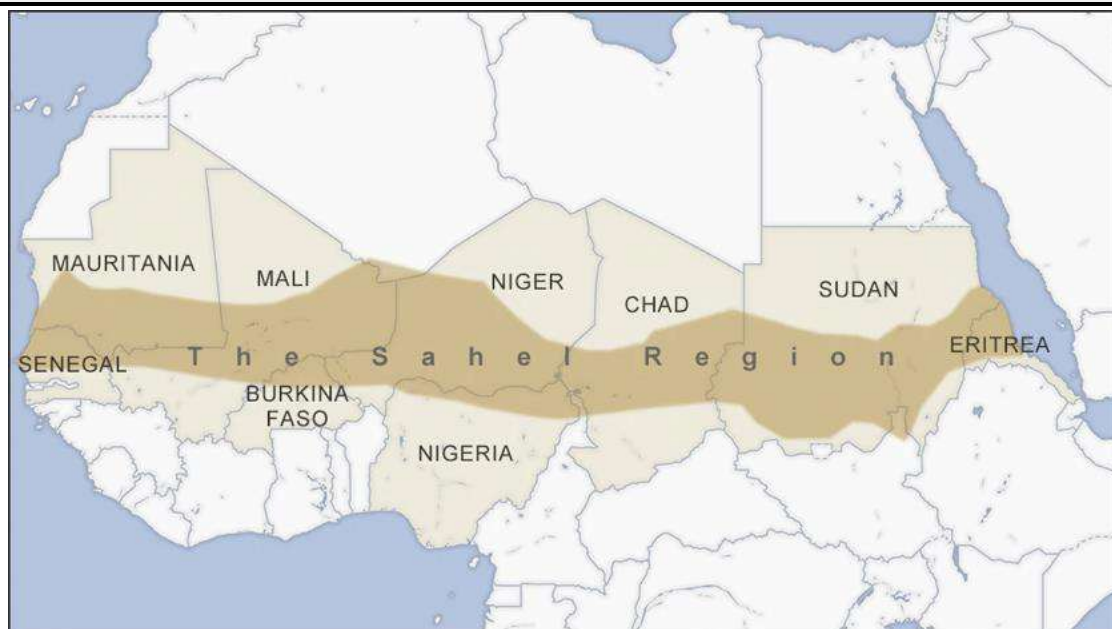 MAURITANIA
MALI
NIGER
CHAD
SUDAN
SENEGAL
The Sahel Region
ERITREA
BURKINA
FASO
NIGERIA